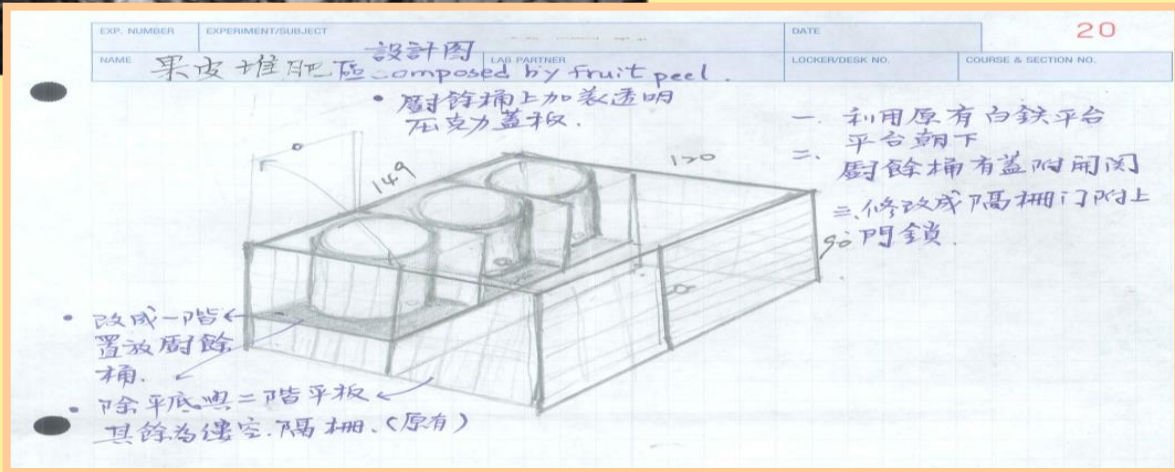 EXP. NUMBER EXPERIMENT/SUBJECT DATE 20
NAME LAB PARTNER LOCKER/DESK NO. COURSE & SECTION NO.
設計图
果皮堆肥區 composed by fruit peel.
• 廚餘桶上加裝透明
压克力蓋板.
149
120
90
一 利用原有白鉄平台
平台朝下
二. 廚餘桶有蓋附開関
三. 修改成隔柵门附上
門鎖.
• 改成一階
置放廚餘
桶.
• 除平底與二階平板
其餘為缕空.隔柵.(原有)